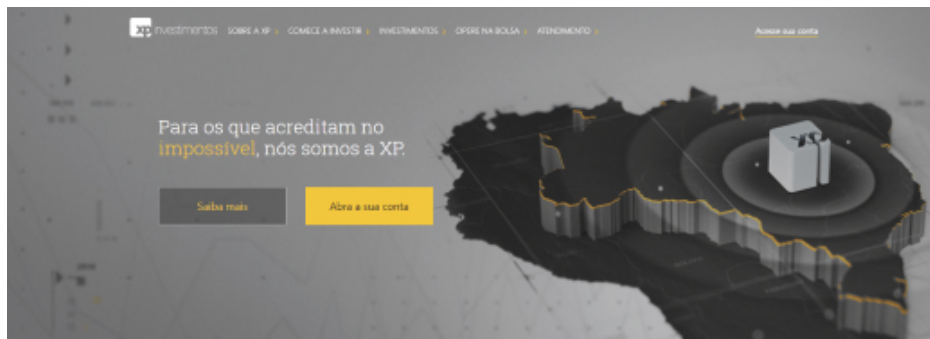 xp investimentos SOBRE A XP COMECE A INVESTIR INVESTIMENTOS OPERE NA BOLSA ATENDIMENTO Acesse sua conta
Para os que acreditam no
impossível, nós somos a XP.
Saiba mais Abra a sua conta
XP